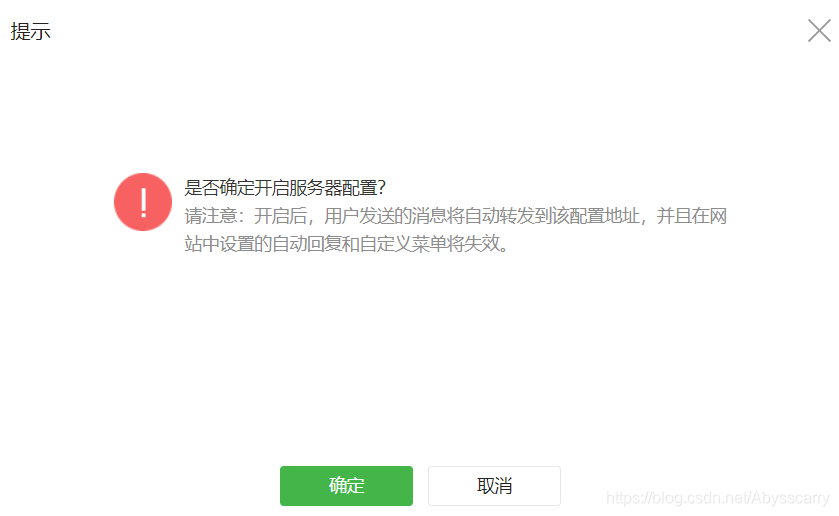 提示
是否确定开启服务器配置？
请注意：开启后，用户发送的消息将自动转发到该配置地址，并且在网
站中设置的自动回复和自定义菜单将失效。
确定
取消
https://blog.csdn.net/Abysscarry